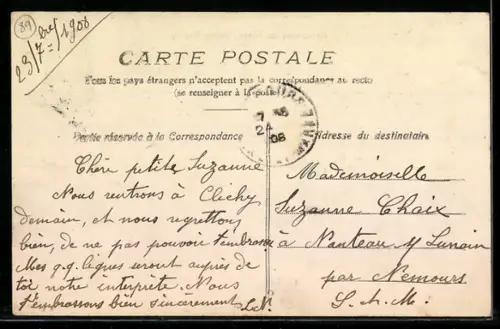 89
23/7 bre 1908
CARTE POSTALE
Tous les pays étrangers n'acceptent pas la correspondance au recto
(se renseigner à la poste)
Partie réservée à la Correspondance
Adresse du destinataire
Chère petite Suzanne
Nous rentrons à Clichy
demain, et nous regrettons
bien, de ne pas pouvoir t'embrasser
Mes q.q. lignes seront auprès de
toi notre interprète. Nous
t'embrassons bien sincèrement
Mademoiselle
Suzanne Chaix
à Nanteau s/ Lunain
par Nemours
S. & M.